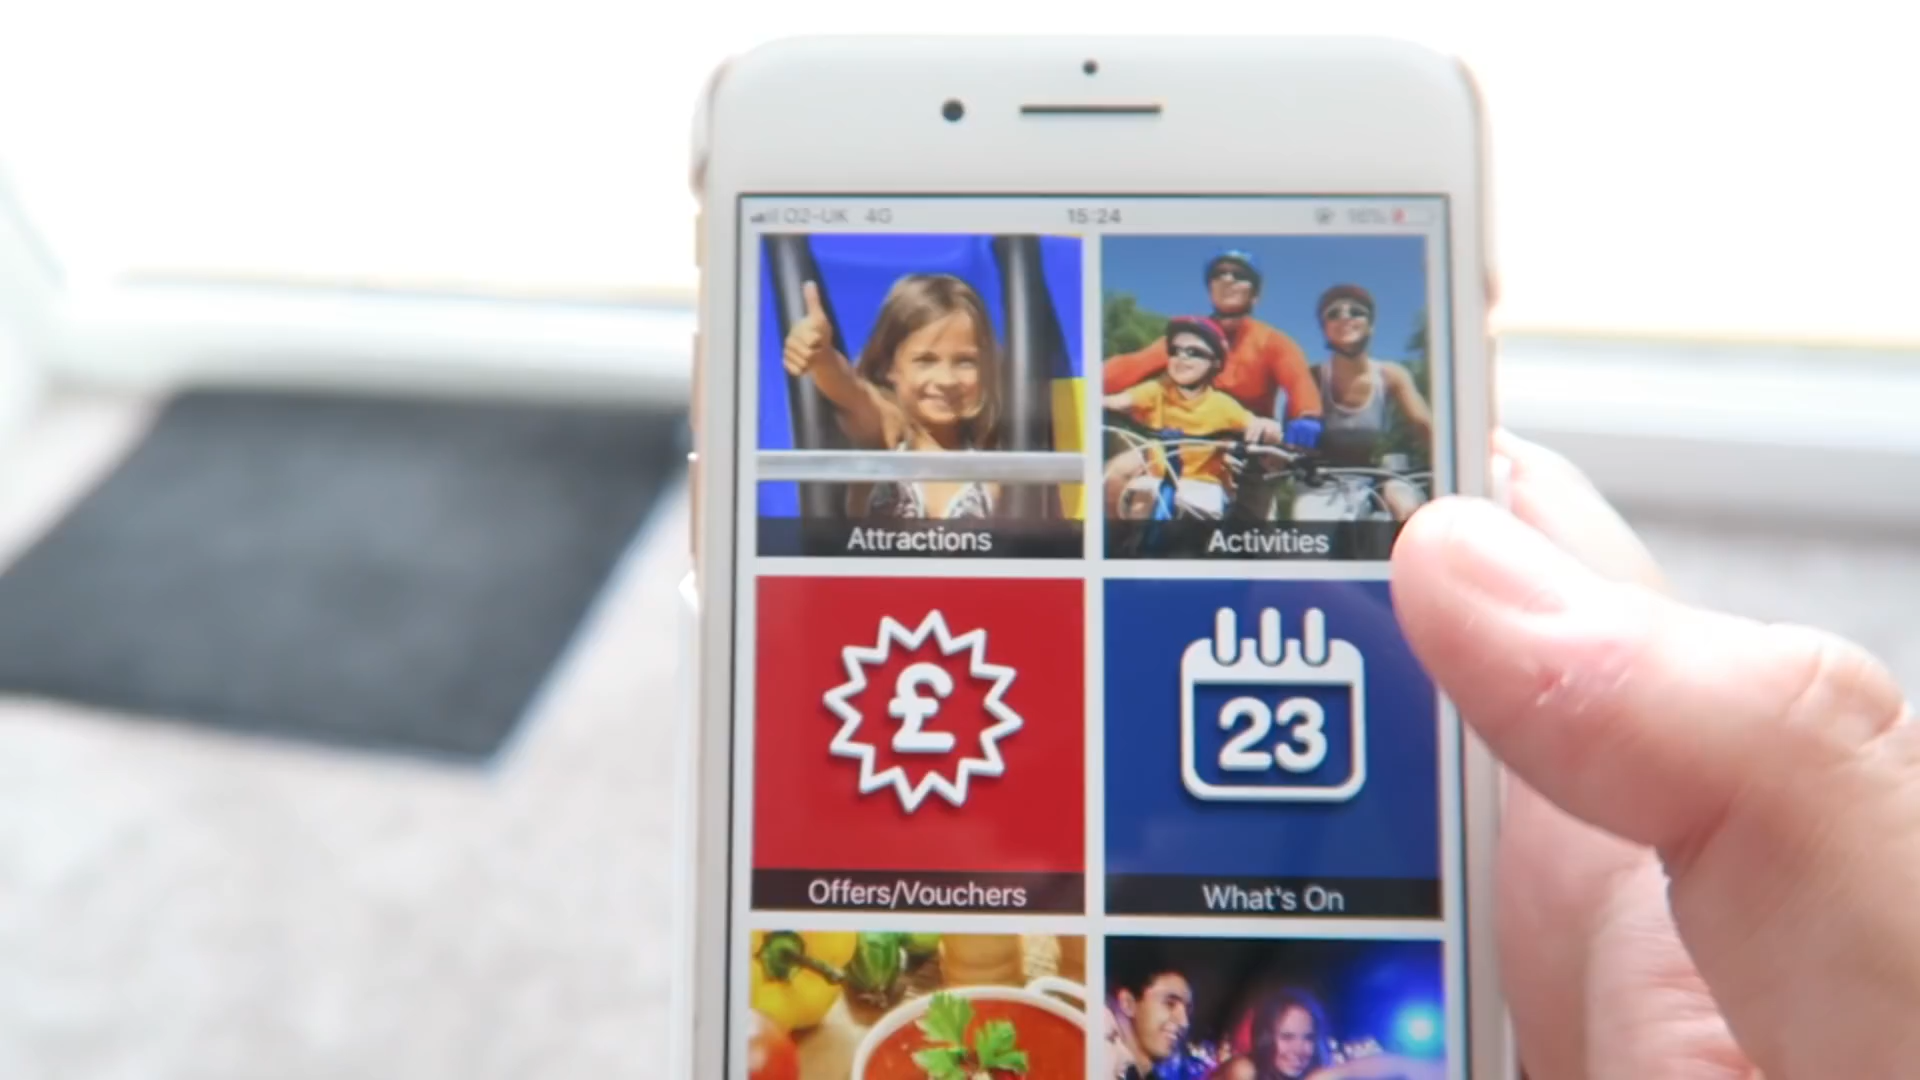 O2-UK 4G 15:24
Attractions Activities
£ 23
Offers/Vouchers What's On